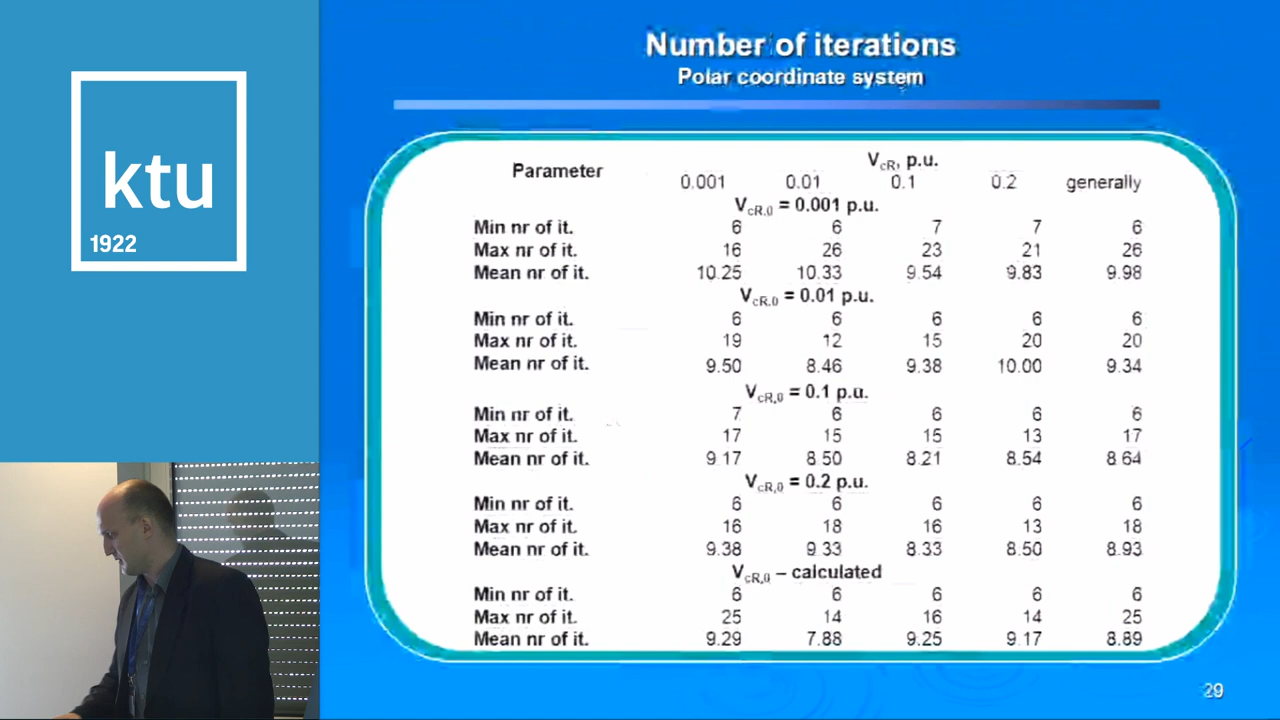 ktu
1922
Number of iterations
Polar coordinate system
Parameter
VcR, p.u.
0.001 0.01 0.1 0.2 generally
VcR,0 = 0.001 p.u.
Min nr of it. 6 6 7 7 6
Max nr of it. 16 26 23 21 26
Mean nr of it. 10.25 10.33 9.54 9.83 9.98
VcR,0 = 0.01 p.u.
Min nr of it. 6 6 6 6 6
Max nr of it. 19 12 15 20 20
Mean nr of it. 9.50 8.46 9.38 10.00 9.34
VcR,0 = 0.1 p.u.
Min nr of it. 7 6 6 6 6
Max nr of it. 17 15 15 13 17
Mean nr of it. 9.17 8.50 8.21 8.54 8.64
VcR,0 = 0.2 p.u.
Min nr of it. 6 6 6 6 6
Max nr of it. 16 18 16 13 18
Mean nr of it. 9.38 9.33 8.33 8.50 8.93
VcR,0 – calculated
Min nr of it. 6 6 6 6 6
Max nr of it. 25 14 16 14 25
Mean nr of it. 9.29 7.88 9.25 9.17 8.89
29